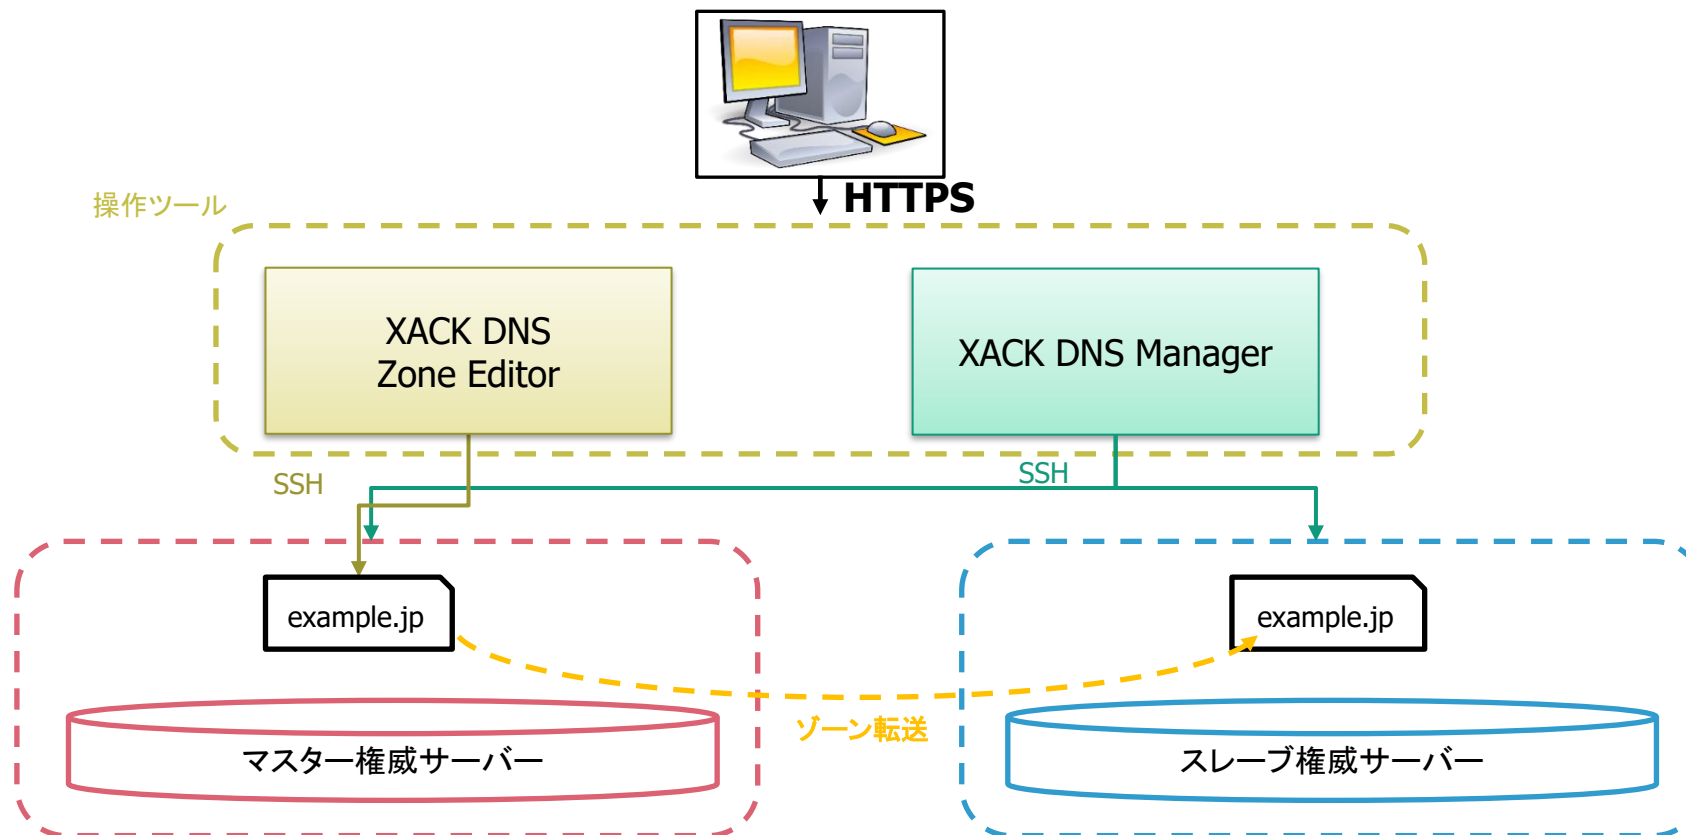 HTTPS
操作ツール
XACK DNS
Zone Editor
XACK DNS Manager
SSH
SSH
example.jp
example.jp
ゾーン転送
マスター権威サーバー
スレーブ権威サーバー